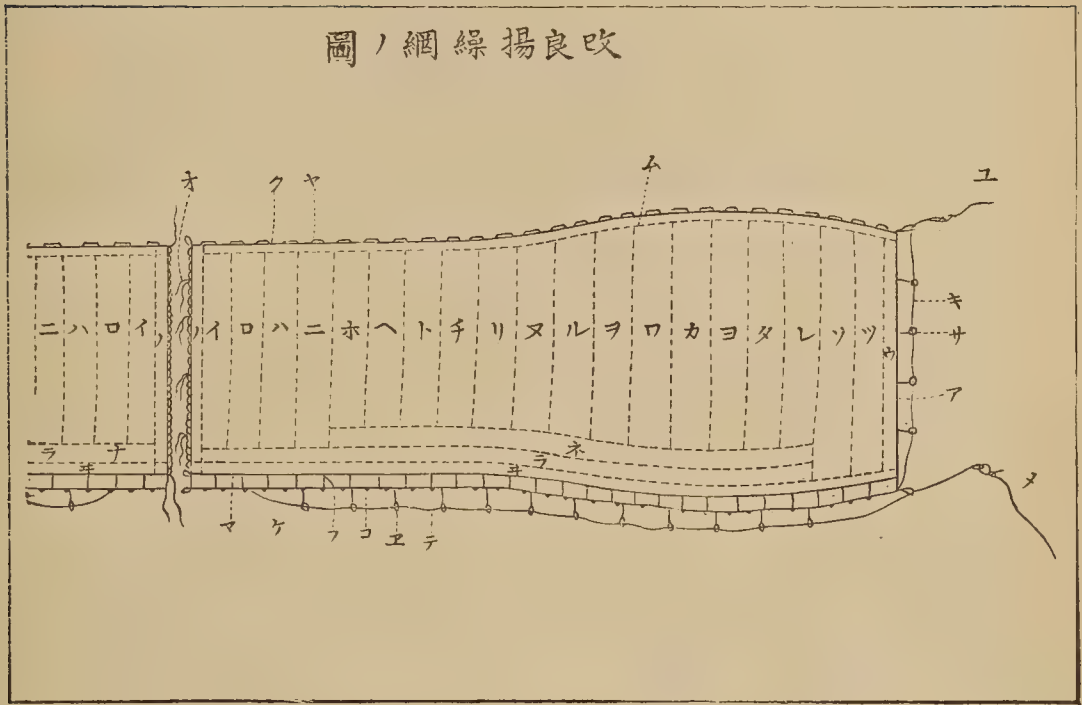 改良揚繰網ノ圖
オ
ク
ヤ
ム
ユ
キ
サ
ア
メ
ニハロイノ
ノイロハニホヘトチリヌルヲワカヨタレソツ
ウ
ラ
ナ
ヰ
ネ
ラ
ヰ
マ
ケ
フ
コ
ヱ
テ